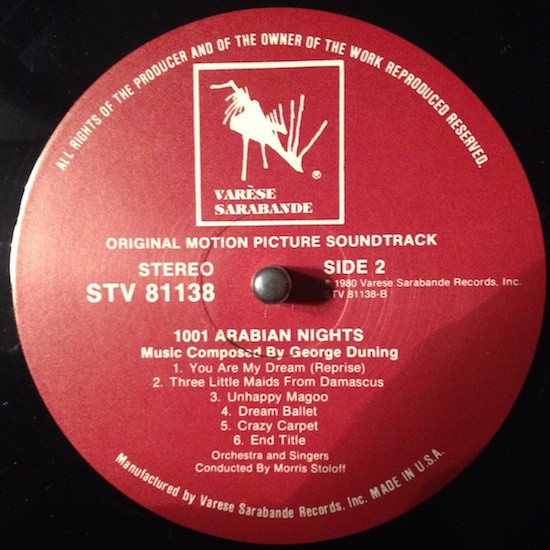 ALL RIGHTS OF THE PRODUCER AND OF THE OWNER OF THE WORK REPRODUCED RESERVED.
VARÈSE
SARABANDE
®
ORIGINAL MOTION PICTURE SOUNDTRACK
STEREO
STV 81138
SIDE 2
℗ 1980 Varese Sarabande Records, Inc.
STV 81138-B
1001 ARABIAN NIGHTS
Music Composed By George Duning
1. You Are My Dream (Reprise)
2. Three Little Maids From Damascus
3. Unhappy Magoo
4. Dream Ballet
5. Crazy Carpet
6. End Title
Orchestra and Singers
Conducted By Morris Stoloff
Manufactured by Varese Sarabande Records, Inc. MADE IN U.S.A.